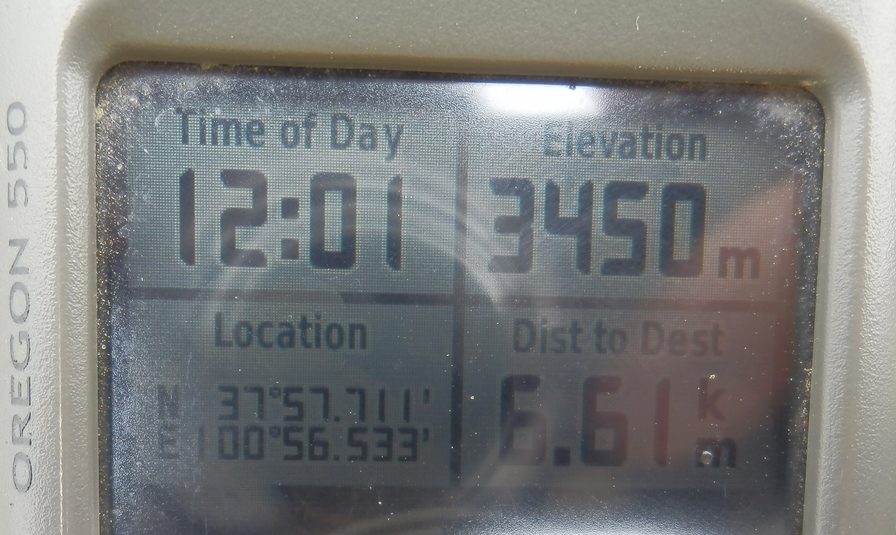 OREGON 550
Time of Day
12:01
Elevation
3450 m
Location
N 37°57.711'
E 100°56.533'
Dist to Dest
6.61 km